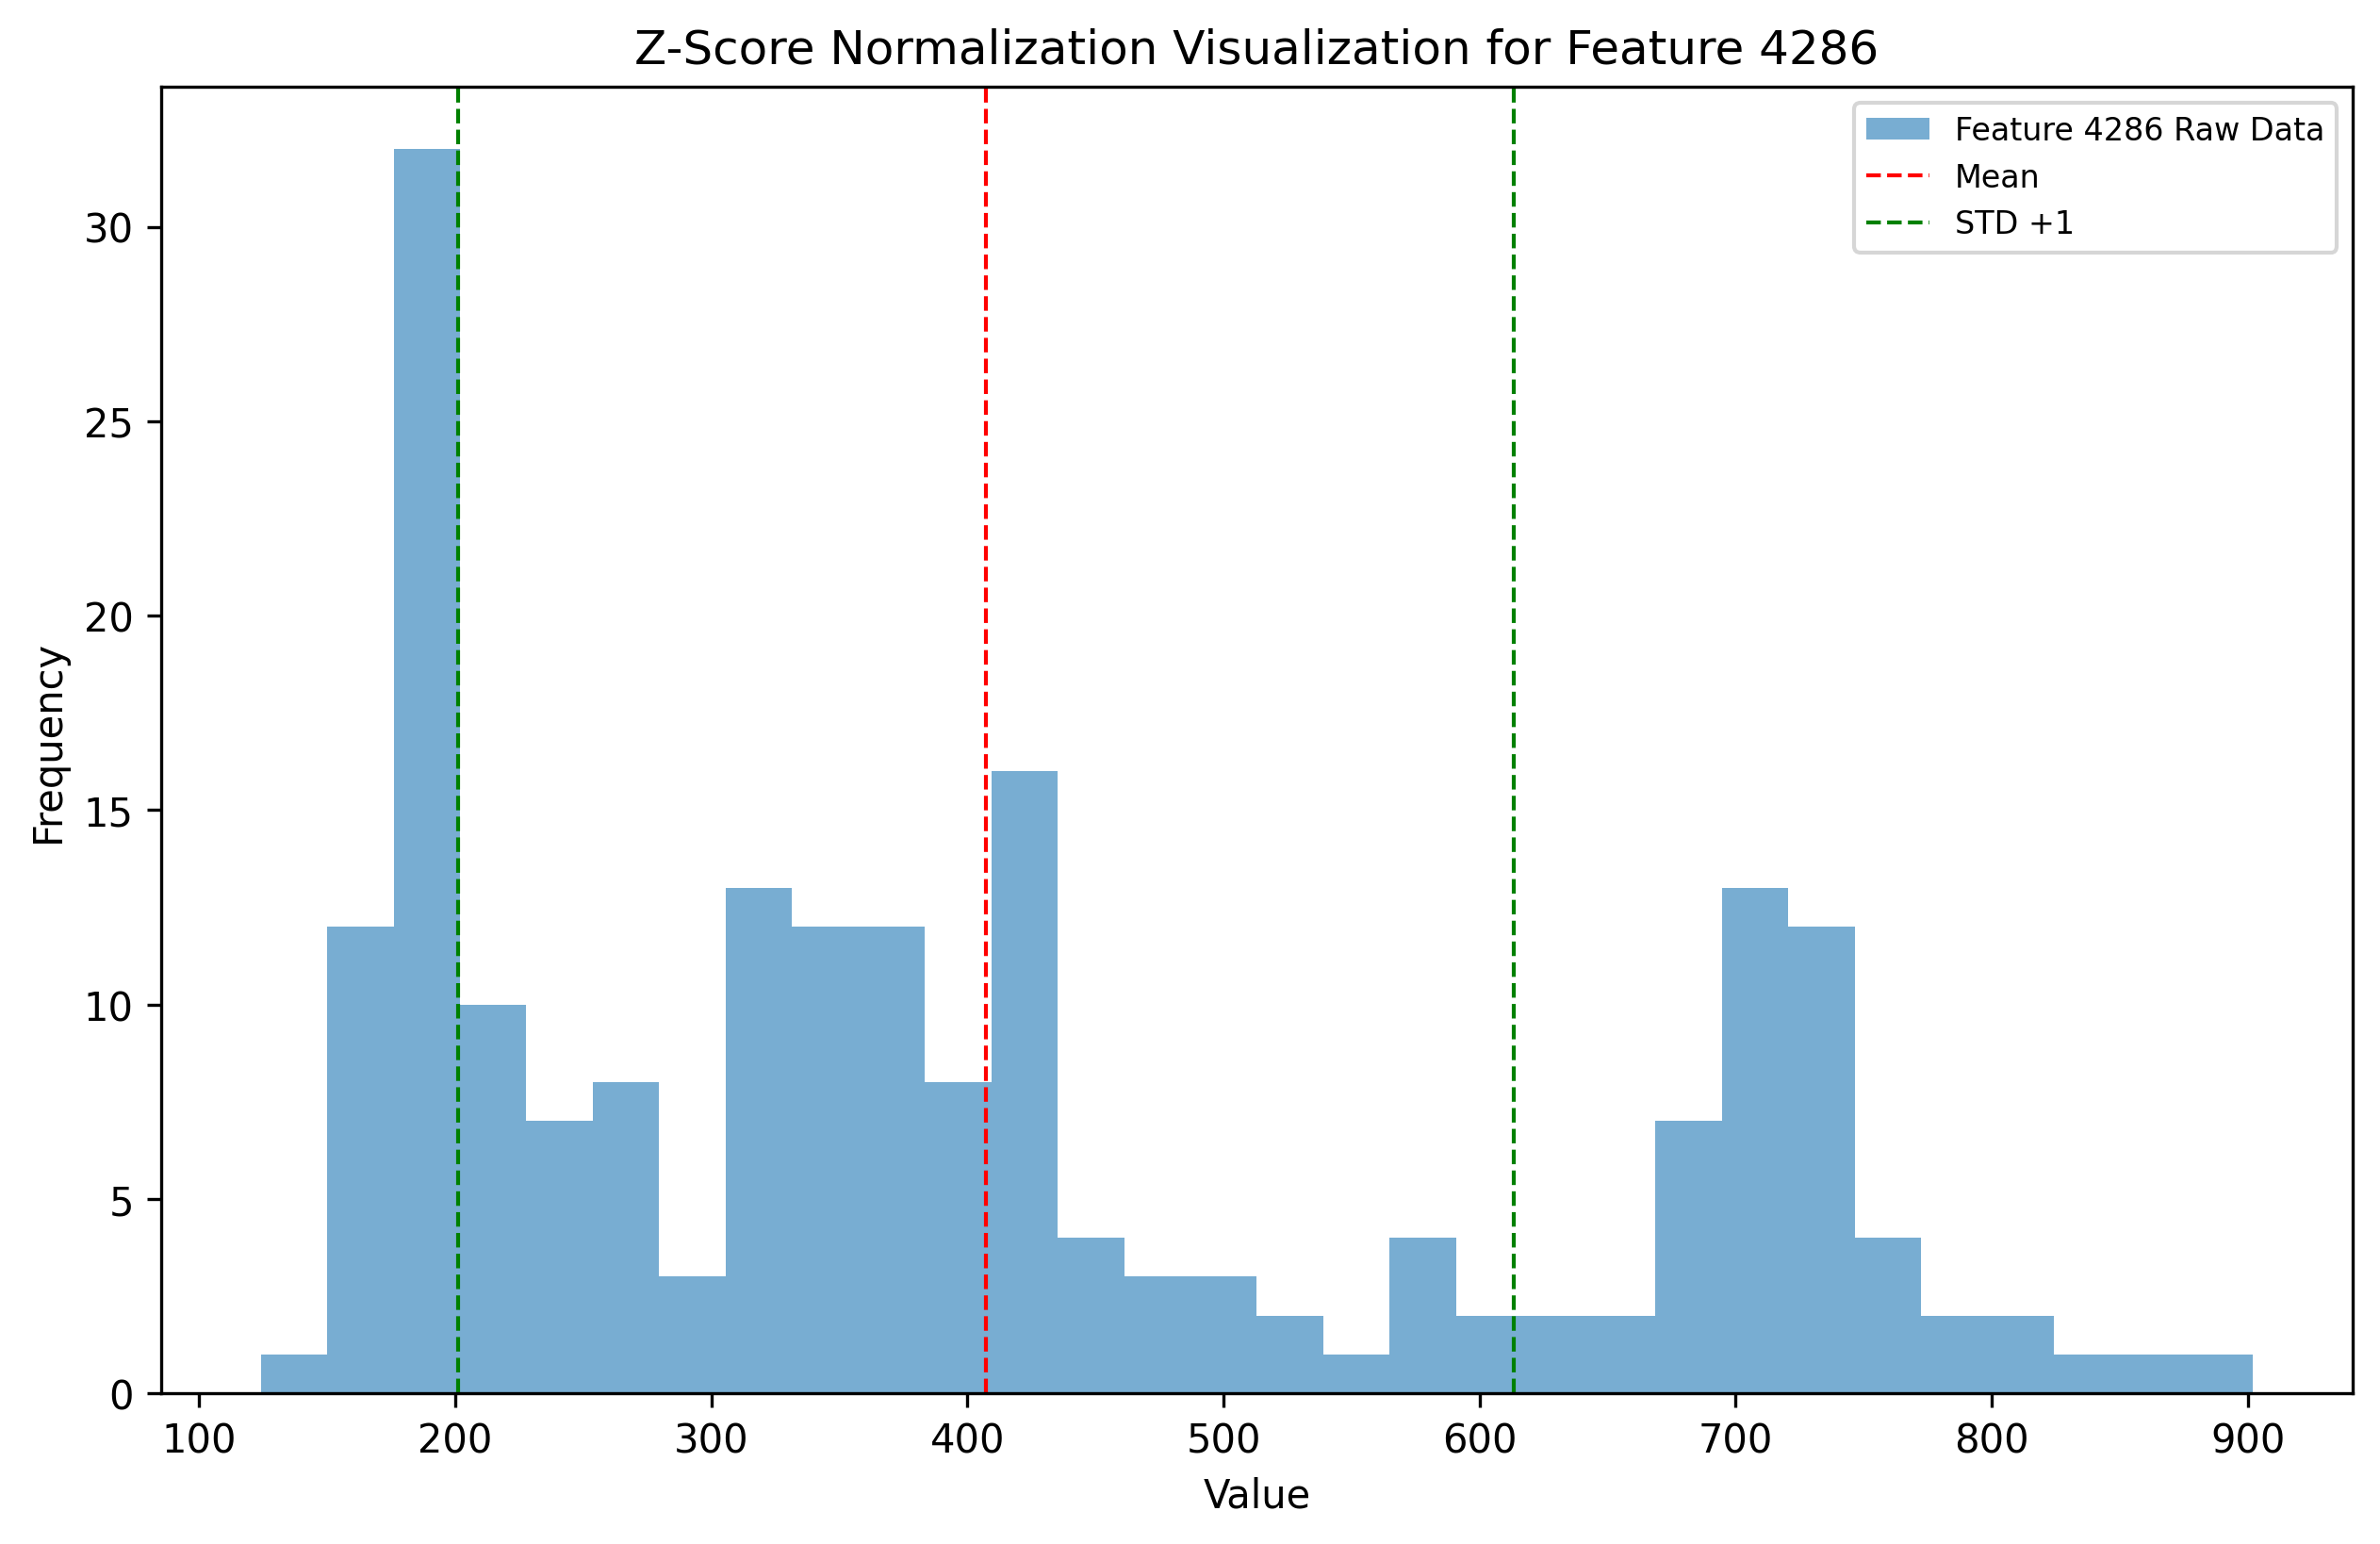 Z-Score Normalization Visualization for Feature 4286
Feature 4286 Raw Data
Mean
STD +1
Frequency
30
25
20
15
10
5
0
100 200 300 400 500 600 700 800 900
Value